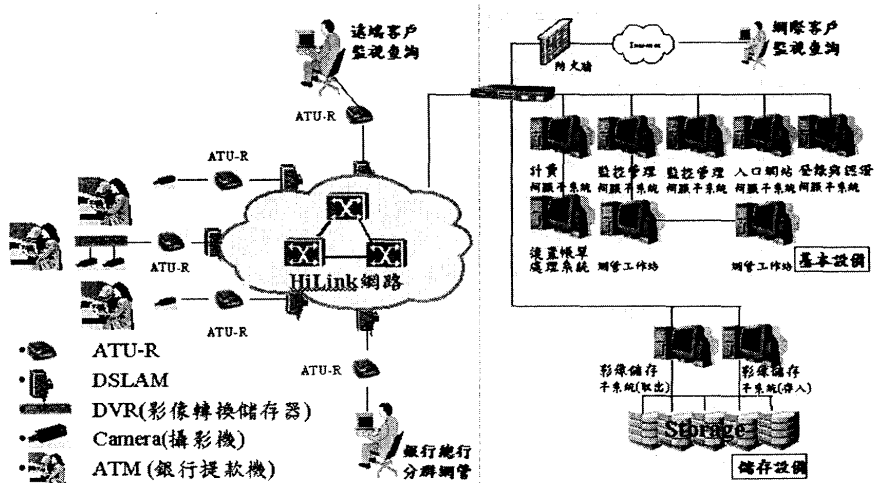 遠端客戶
監視查詢
ATU-R
ATU-R
ATU-R
ATU-R
ATU-R
HiLink網路
銀行總行
分群網管
•ATU-R
•DSLAM
DVR(影像轉換儲存器)
•Camera(攝影機)
•ATM (銀行提款機)
防火牆
Internet
網際客戶
監視查詢
計費
伺服子系統
監控管理
伺服子系統
監控管理
伺服子系統
入口網站
伺服子系統
登錄與認證
伺服子系統
帳單
處理系統
網管工作站
網管工作站
基本設備
影像儲存
子系統(取出)
影像儲存
子系統(存入)
Storage
儲存設備